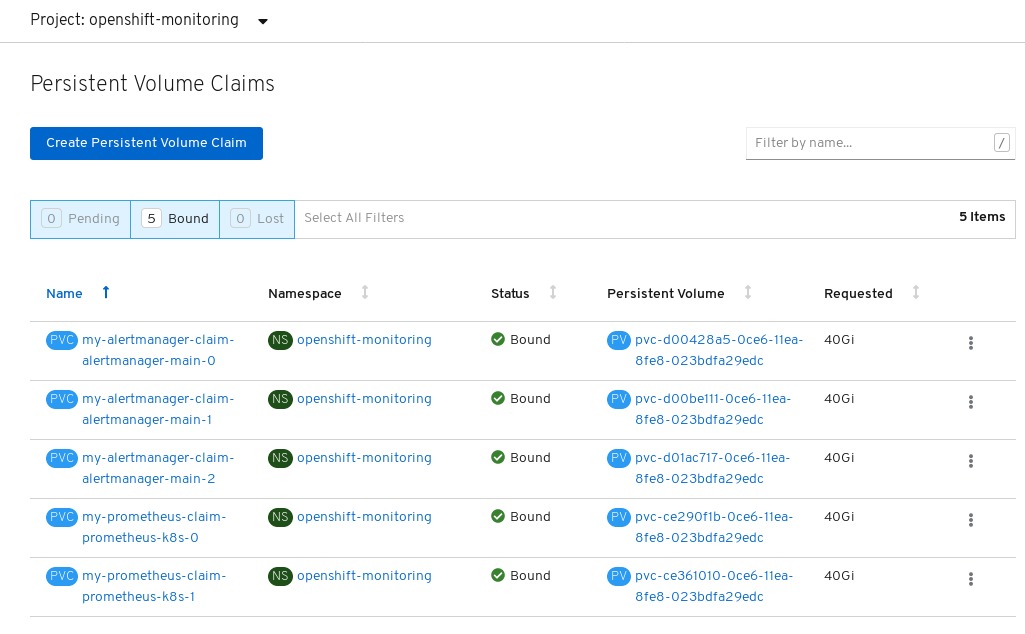 Project: openshift-monitoring
Persistent Volume Claims
Create Persistent Volume Claim
Filter by name... /
0 Pending 5 Bound 0 Lost Select All Filters 5 Items
Name Namespace Status Persistent Volume Requested
PVC my-alertmanager-claim- NS openshift-monitoring Bound PV pvc-d00428a5-0ce6-11ea- 40Gi
alertmanager-main-0 8fe8-023bdfa29edc
PVC my-alertmanager-claim- NS openshift-monitoring Bound PV pvc-d00be111-0ce6-11ea- 40Gi
alertmanager-main-1 8fe8-023bdfa29edc
PVC my-alertmanager-claim- NS openshift-monitoring Bound PV pvc-d01ac717-0ce6-11ea- 40Gi
alertmanager-main-2 8fe8-023bdfa29edc
PVC my-prometheus-claim- NS openshift-monitoring Bound PV pvc-ce290f1b-0ce6-11ea- 40Gi
prometheus-k8s-0 8fe8-023bdfa29edc
PVC my-prometheus-claim- NS openshift-monitoring Bound PV pvc-ce361010-0ce6-11ea- 40Gi
prometheus-k8s-1 8fe8-023bdfa29edc